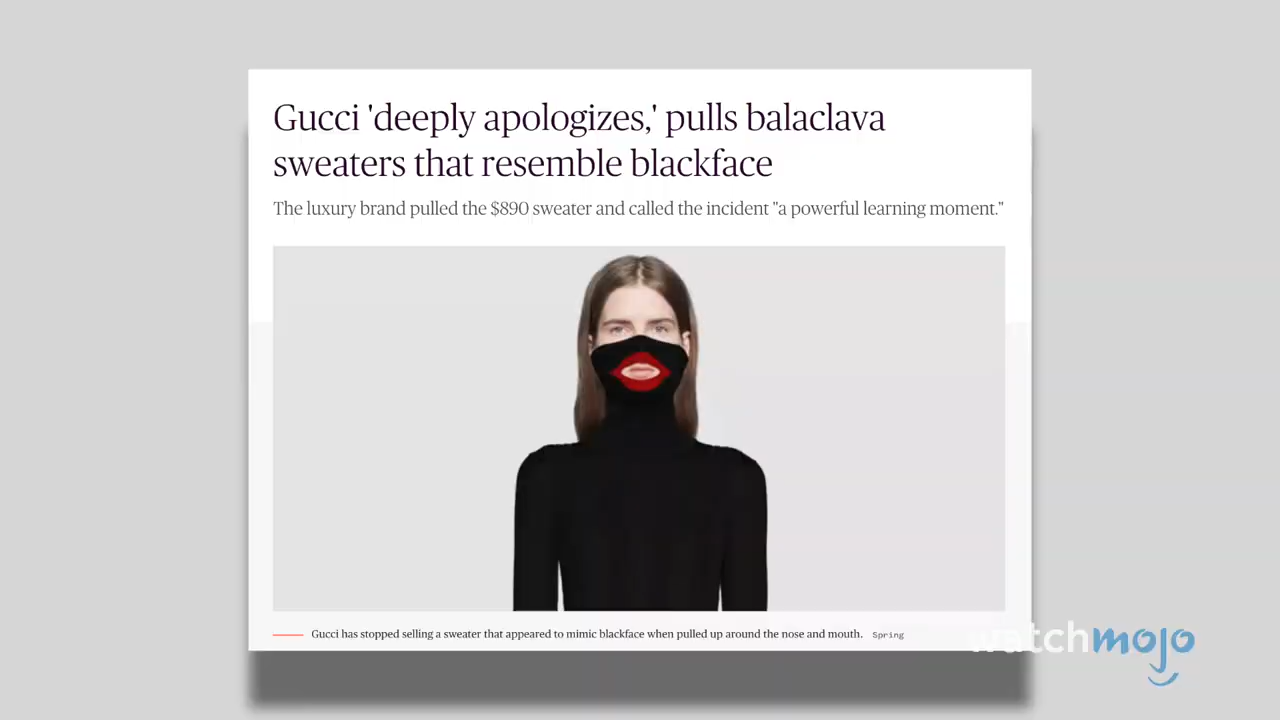 Gucci 'deeply apologizes,' pulls balaclava
sweaters that resemble blackface
The luxury brand pulled the $890 sweater and called the incident "a powerful learning moment."
Gucci has stopped selling a sweater that appeared to mimic blackface when pulled up around the nose and mouth. Spring
watchmojo